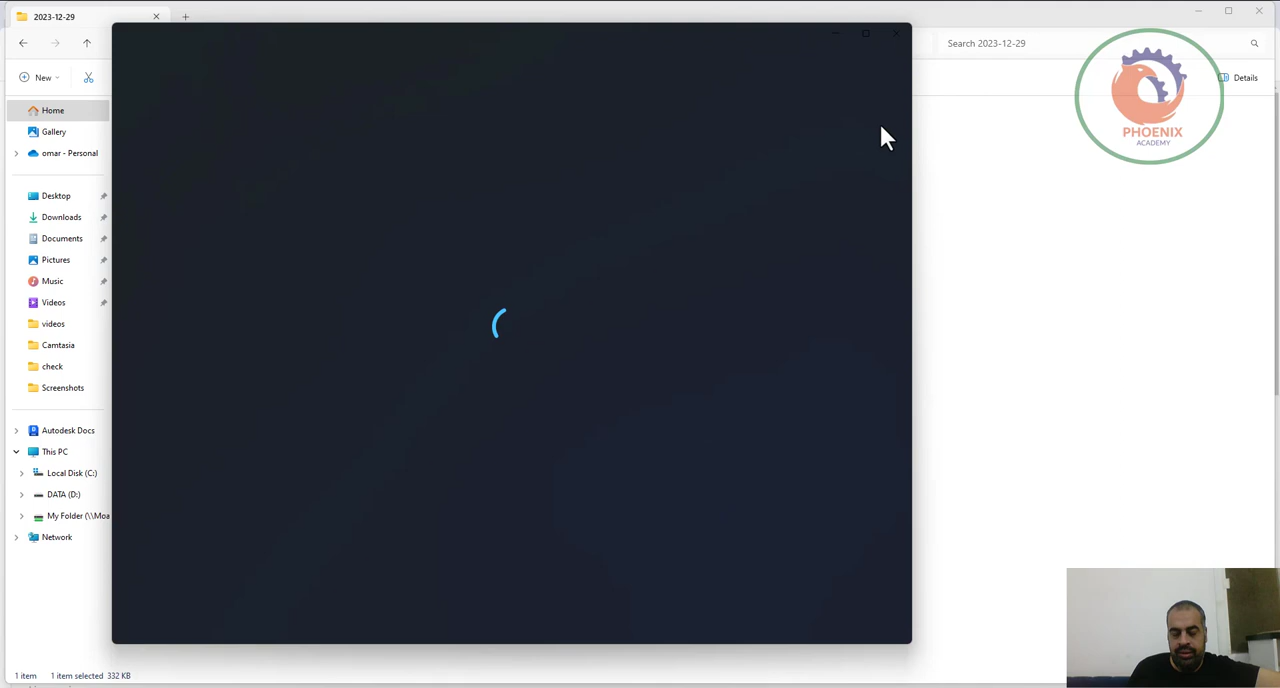 2023-12-29
Search 2023-12-29
New
Details
Home
Gallery
omar - Personal
Desktop
Downloads
Documents
Pictures
Music
Videos
videos
Camtasia
check
Screenshots
Autodesk Docs
This PC
Local Disk (C:)
DATA (D:)
My Folder (\\Moa
Network
1 item 1 item selected 332 KB
PHOENIX
ACADEMY